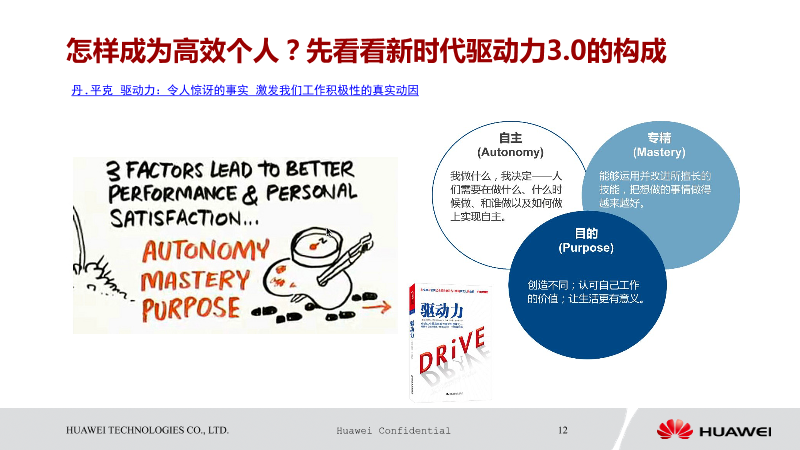 怎样成为高效个人？先看看新时代驱动力3.0的构成
丹.平克 驱动力：令人惊讶的事实 激发我们工作积极性的真实动因
3 FACTORS LEAD TO BETTER
PERFORMANCE & PERSONAL
SATISFACTION...
AUTONOMY
MASTERY
PURPOSE
自主
(Autonomy)
我做什么，我决定——人
们需要在做什么、什么时
候做、和谁做以及如何做
上实现自主。
专精
(Mastery)
能够运用并改进所擅长的
技能，把想做的事情做得
越来越好。
目的
(Purpose)
创造不同；认可自己工作
的价值；让生活更有意义。
驱动力
DRiVE
HUAWEI TECHNOLOGIES CO., LTD.
Huawei Confidential
12
HUAWEI